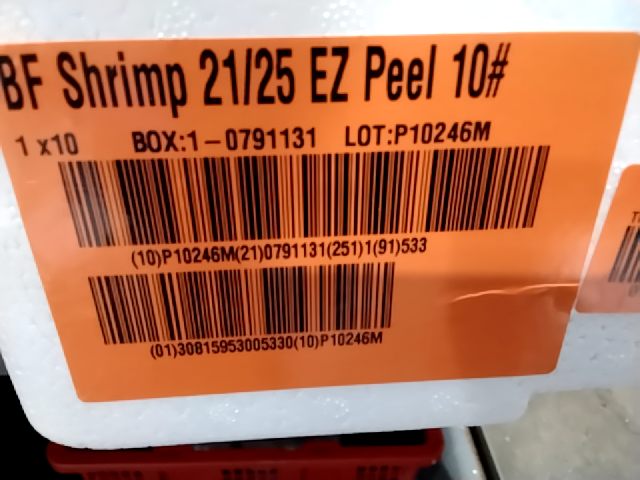 BF Shrimp 21/25 EZ Peel 10#
1 x10 BOX:1-0791131 LOT:P10246M
(10)P10246M(21)0791131(251)1(91)533
(01)30815953005330(10)P10246M